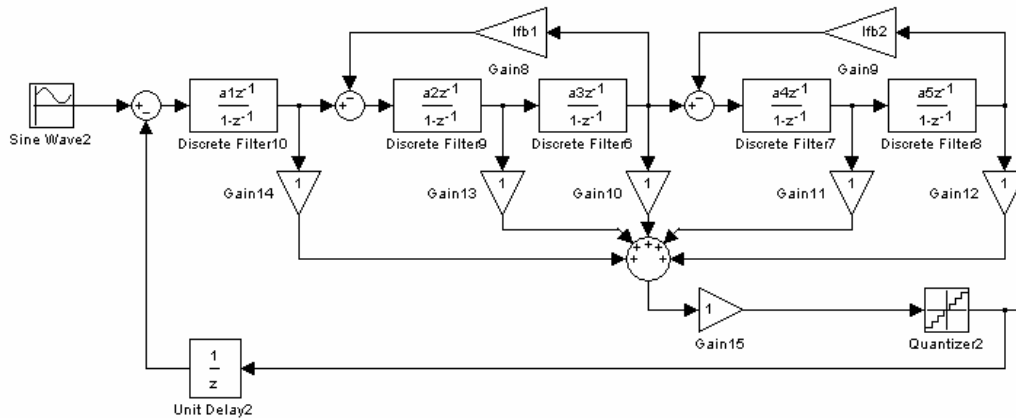 lfb1
Gain8
lfb2
Gain9
Sine Wave2
a1z⁻¹
1-z⁻¹
Discrete Filter10
+
−
a2z⁻¹
1-z⁻¹
Discrete Filter9
a3z⁻¹
1-z⁻¹
Discrete Filter6
+
−
a4z⁻¹
1-z⁻¹
Discrete Filter7
a5z⁻¹
1-z⁻¹
Discrete Filter8
1
Gain14
1
Gain13
1
Gain10
1
Gain11
1
Gain12
+ + + + +
1
Gain15
Quantizer2
1
z
Unit Delay2